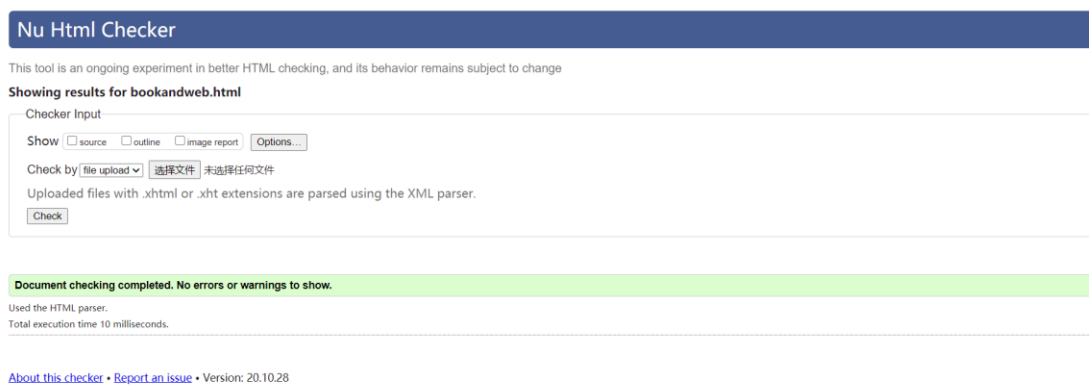 Nu Html Checker
This tool is an ongoing experiment in better HTML checking, and its behavior remains subject to change
Showing results for bookandweb.html
Checker Input
Show source outline image report Options...
Check by file upload 选择文件 未选择任何文件
Uploaded files with .xhtml or .xht extensions are parsed using the XML parser.
Check
Document checking completed. No errors or warnings to show.
Used the HTML parser.
Total execution time 10 milliseconds.
About this checker • Report an issue • Version: 20.10.28